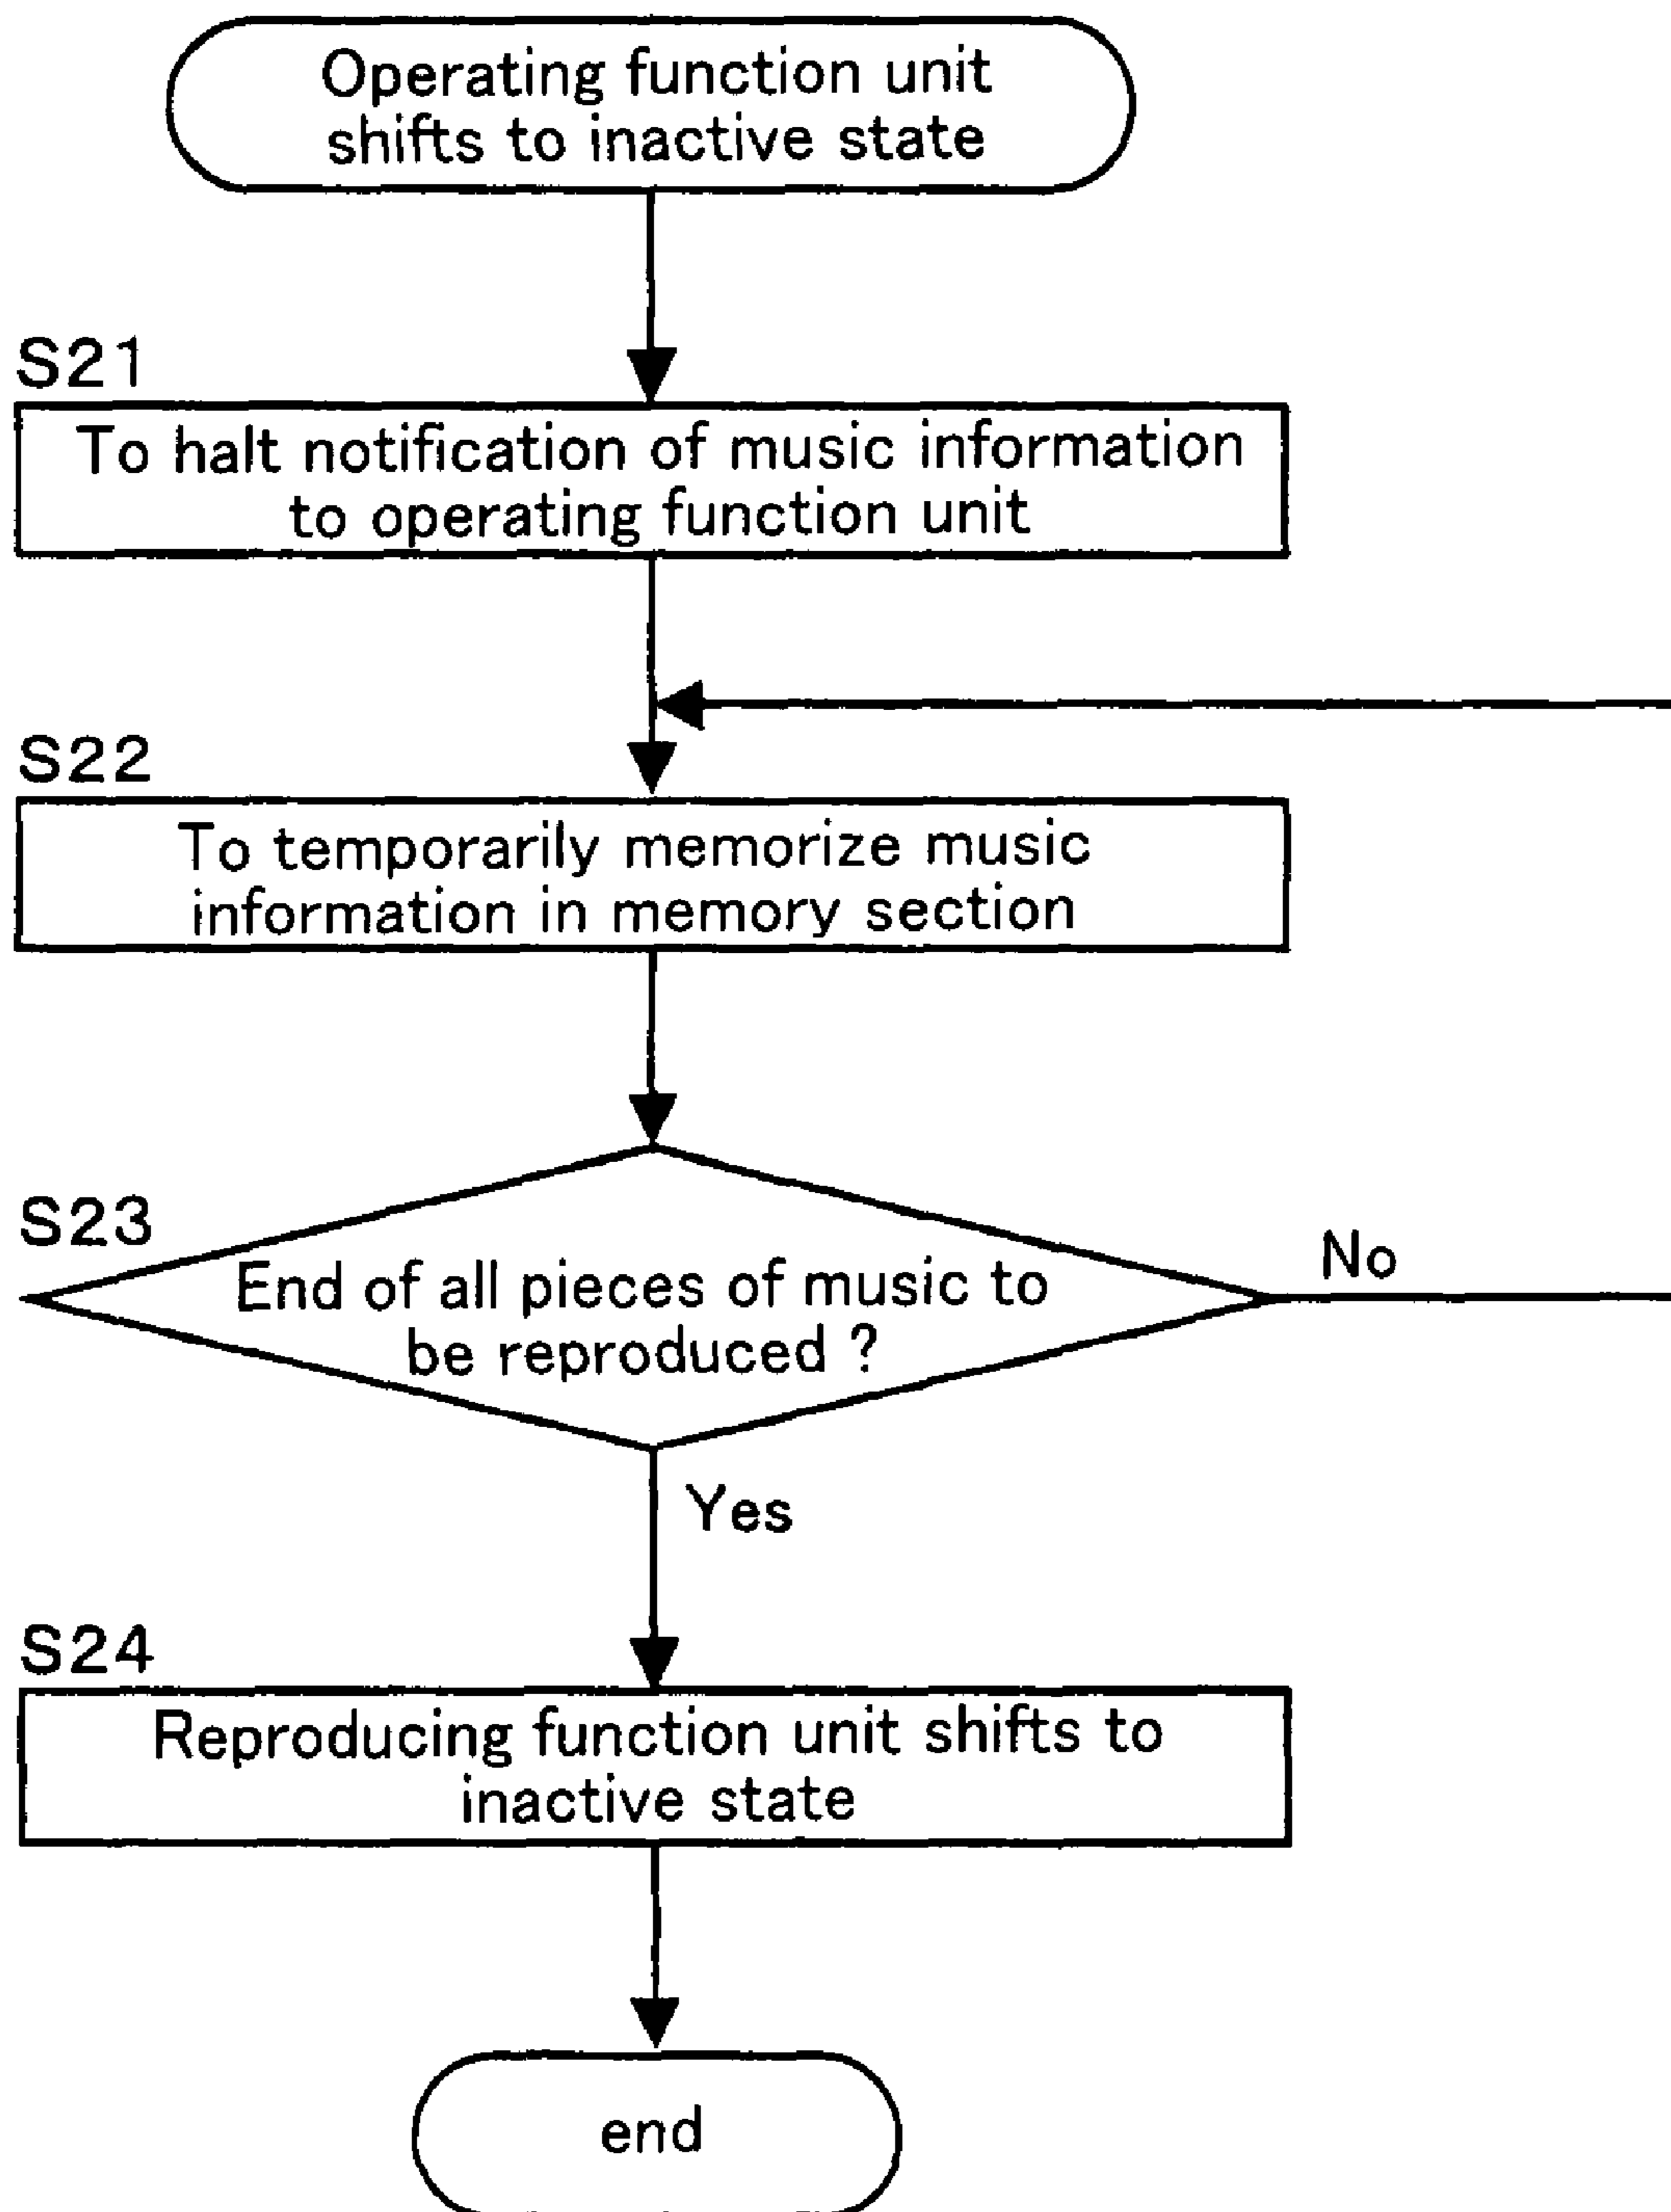 Operating function unit
shifts to inactive state
S21
To halt notification of music information
to operating function unit
S22
To temporarily memorize music
information in memory section
S23
End of all pieces of music to
be reproduced ?
No
Yes
S24
Reproducing function unit shifts to
inactive state
end